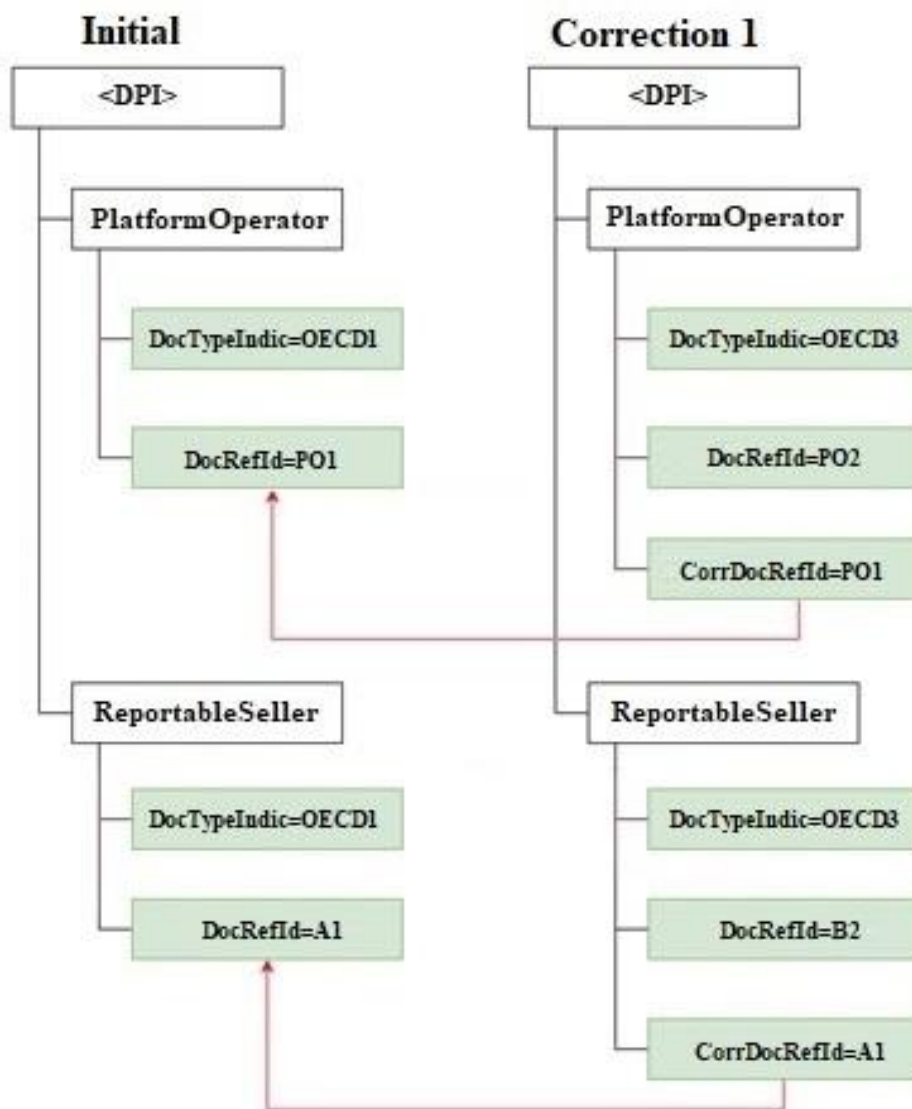 Initial
<DPI>
PlatformOperator
DocTypeIndic=OECD1
DocRefId=PO1
ReportableSeller
DocTypeIndic=OECD1
DocRefId=A1
Correction 1
<DPI>
PlatformOperator
DocTypeIndic=OECD3
DocRefId=PO2
CorrDocRefId=PO1
ReportableSeller
DocTypeIndic=OECD3
DocRefId=B2
CorrDocRefId=A1